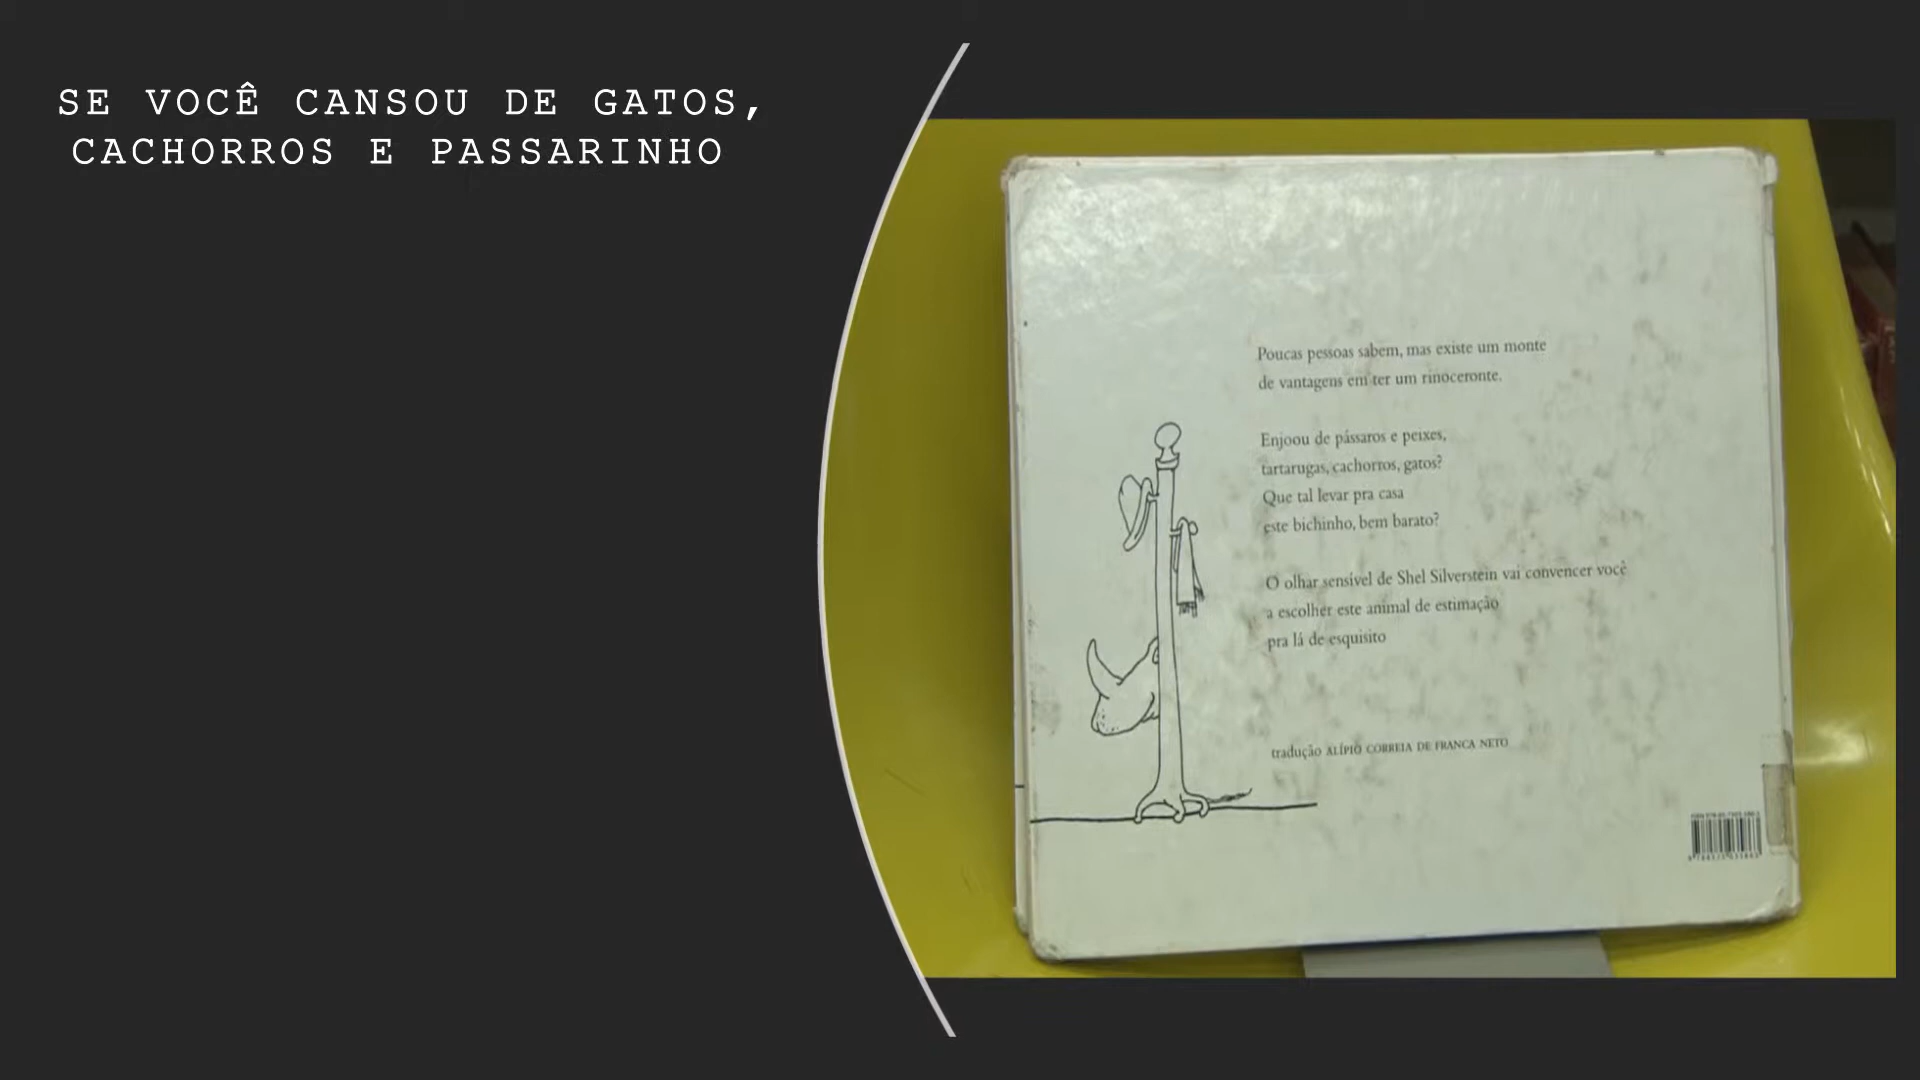 SE VOCÊ CANSOU DE GATOS,
CACHORROS E PASSARINHO
Poucas pessoas sabem, mas existe um monte
de vantagens em ter um rinoceronte.
Enjoou de pássaros e peixes,
tartarugas, cachorros, gatos?
Que tal levar pra casa
este bichinho, bem barato?
O olhar sensível de Shel Silverstein vai convencer você
a escolher este animal de estimação
pra lá de esquisito
tradução ALÍPIO CORREIA DE FRANCA NETO